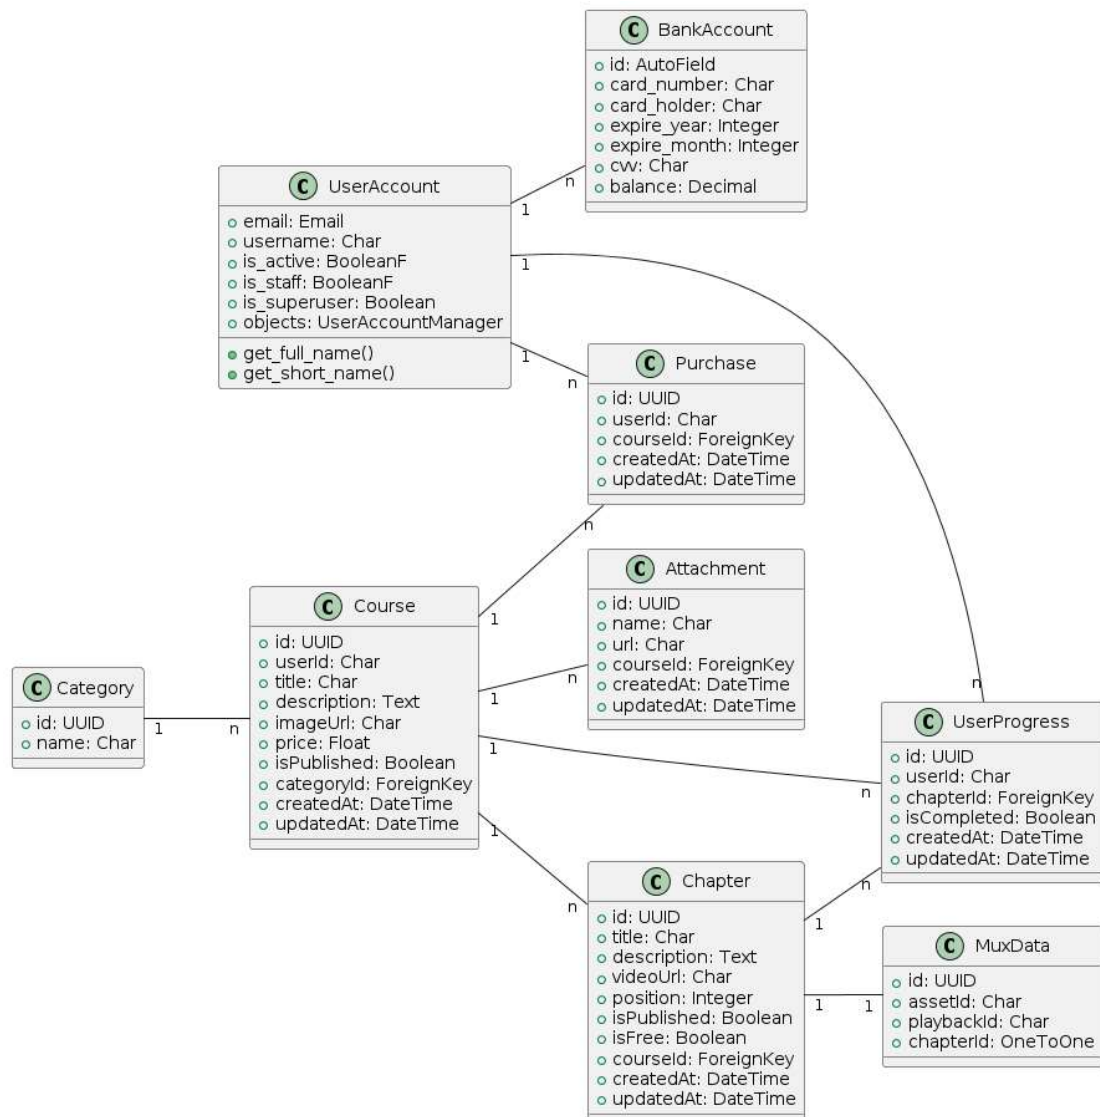 C BankAccount
id: AutoField
card_number: Char
card_holder: Char
expire_year: Integer
expire_month: Integer
cvv: Char
balance: Decimal
C UserAccount
email: Email
username: Char
is_active: BooleanF
is_staff: BooleanF
is_superuser: Boolean
objects: UserAccountManager
get_full_name()
get_short_name()
1
n
1
n
1
n
C Purchase
id: UUID
userId: Char
courseId: ForeignKey
createdAt: DateTime
updatedAt: DateTime
n
1
C Attachment
id: UUID
name: Char
url: Char
courseId: ForeignKey
createdAt: DateTime
updatedAt: DateTime
C Course
id: UUID
userId: Char
title: Char
description: Text
imageUrl: Char
price: Float
isPublished: Boolean
categoryId: ForeignKey
createdAt: DateTime
updatedAt: DateTime
C Category
id: UUID
name: Char
1
n
1
n
1
n
1
n
C UserProgress
id: UUID
userId: Char
chapterId: ForeignKey
isCompleted: Boolean
createdAt: DateTime
updatedAt: DateTime
C Chapter
id: UUID
title: Char
description: Text
videoUrl: Char
position: Integer
isPublished: Boolean
isFree: Boolean
courseId: ForeignKey
createdAt: DateTime
updatedAt: DateTime
n
1
1
1
C MuxData
id: UUID
assetId: Char
playbackId: Char
chapterId: OneToOne